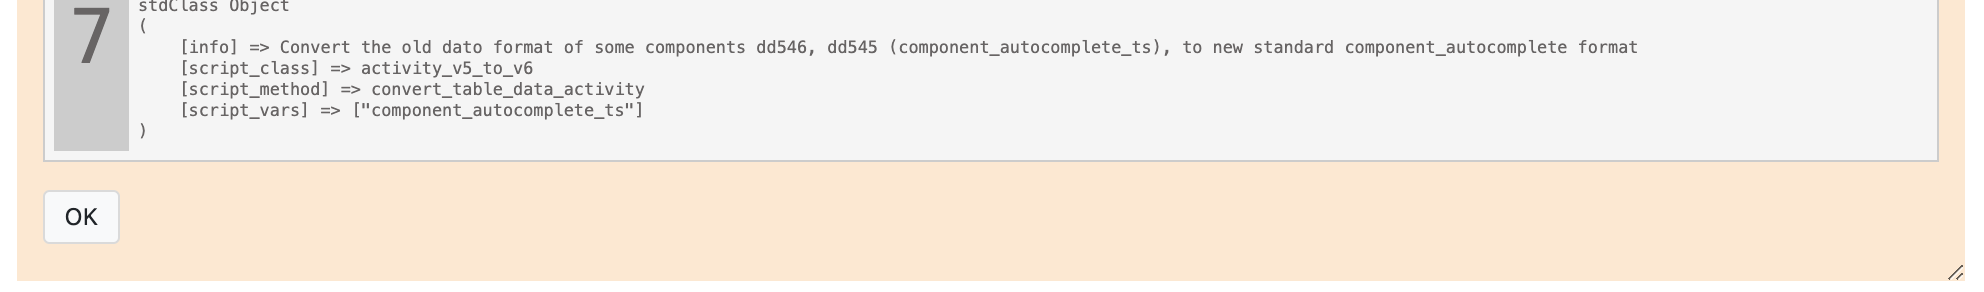 7
stdClass Object
(
[info] => Convert the old dato format of some components dd546, dd545 (component_autocomplete_ts), to new standard component_autocomplete format
[script_class] => activity_v5_to_v6
[script_method] => convert_table_data_activity
[script_vars] => ["component_autocomplete_ts"]
)
OK